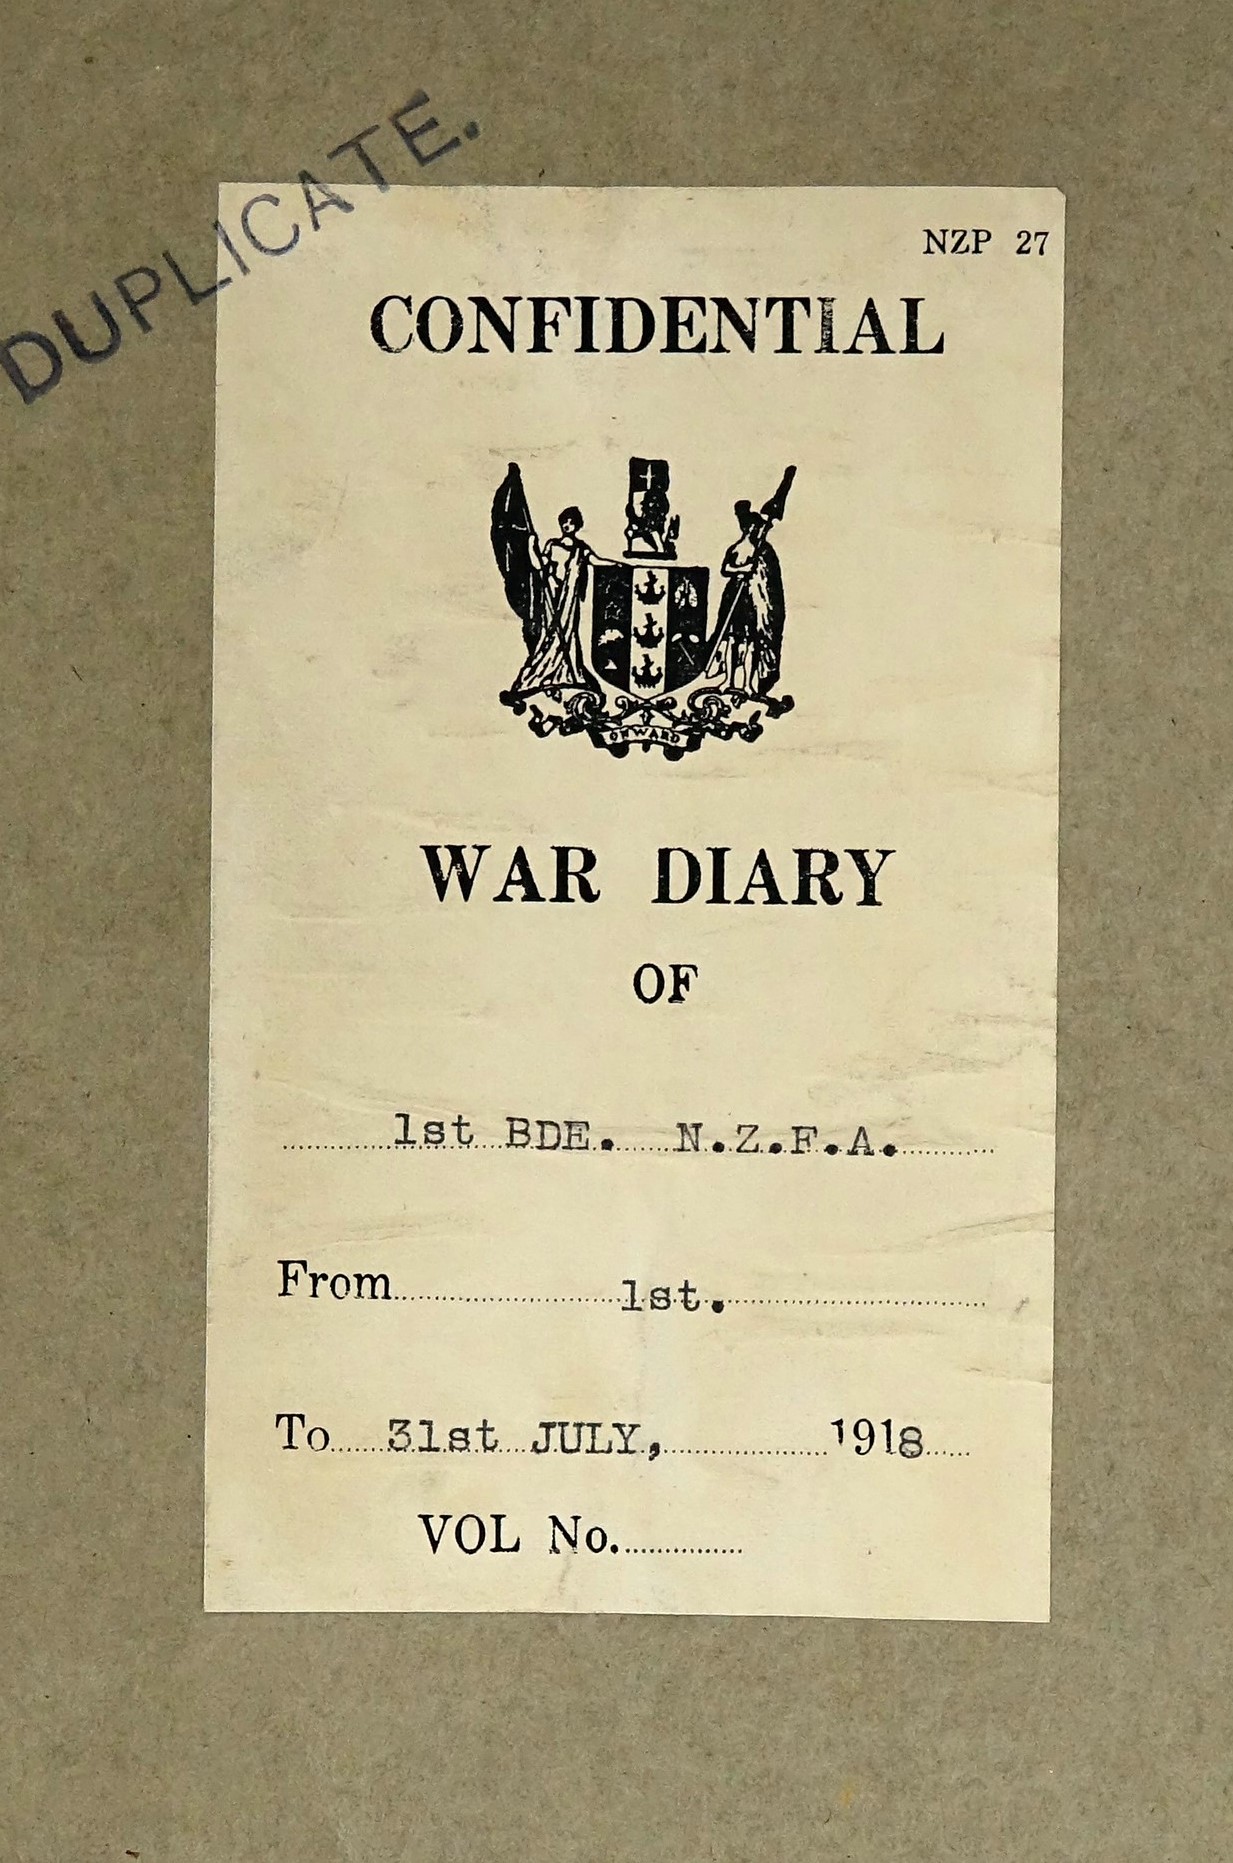 DUPLICATE.
NZP 27
CONFIDENTIAL
ONWARD
WAR DIARY
OF
1st BDE. N.Z.F.A.
From 1st.
To 31st JULY, 1918
VOL No.